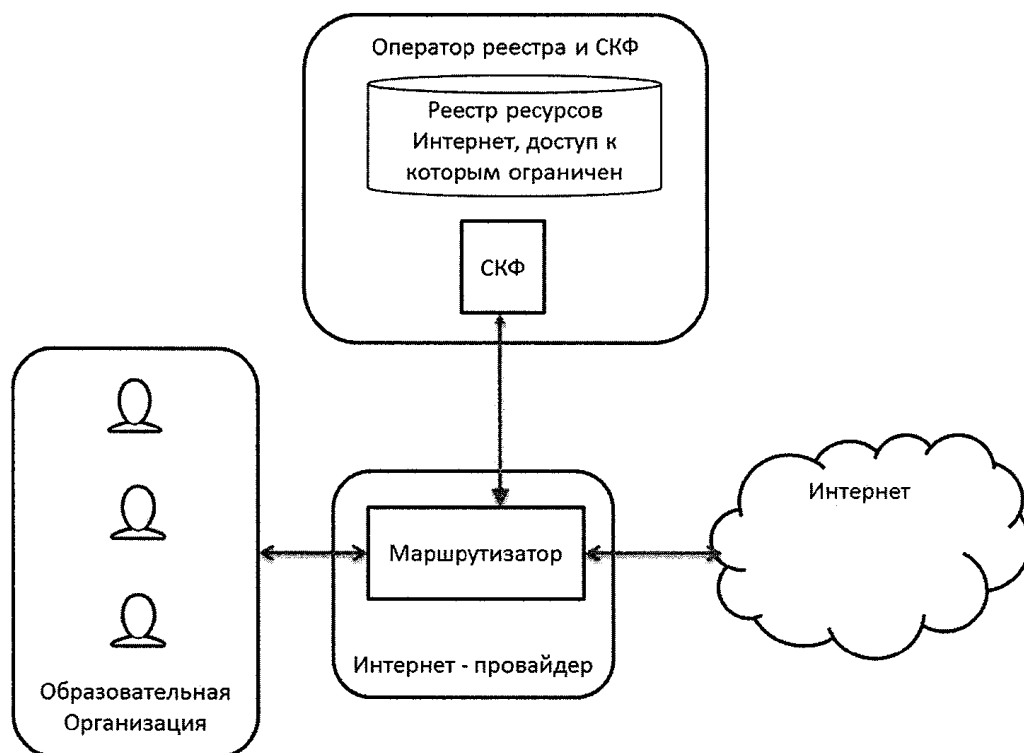 Оператор реестра и СКФ
Реестр ресурсов
Интернет, доступ к
которым ограничен
СКФ
Интернет
Маршрутизатор
Интернет - провайдер
Образовательная
Организация